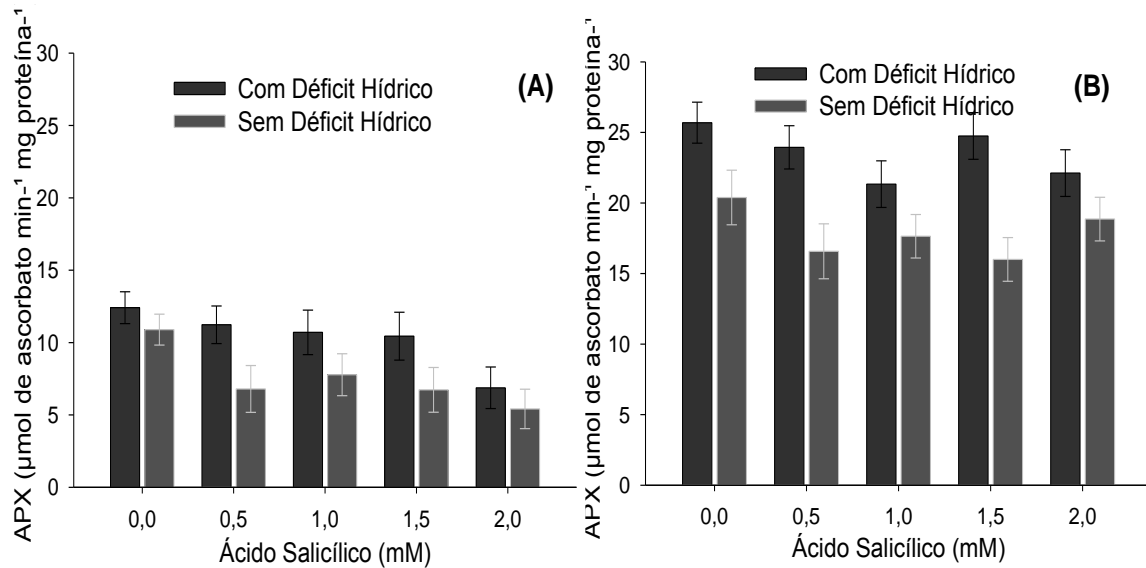 APX (µmol de ascorbato min-¹ mg proteína-¹
30
25
20
15
10
5
0
Com Déficit Hídrico
Sem Déficit Hídrico
(A)
0,0 0,5 1,0 1,5 2,0
Ácido Salicílico (mM)
APX (µmol de ascorbato min-¹ mg proteína-¹
30
25
20
15
10
5
0
Com Déficit Hídrico
Sem Déficit Hídrico
(B)
0,0 0,5 1,0 1,5 2,0
Ácido Salicílico (mM)